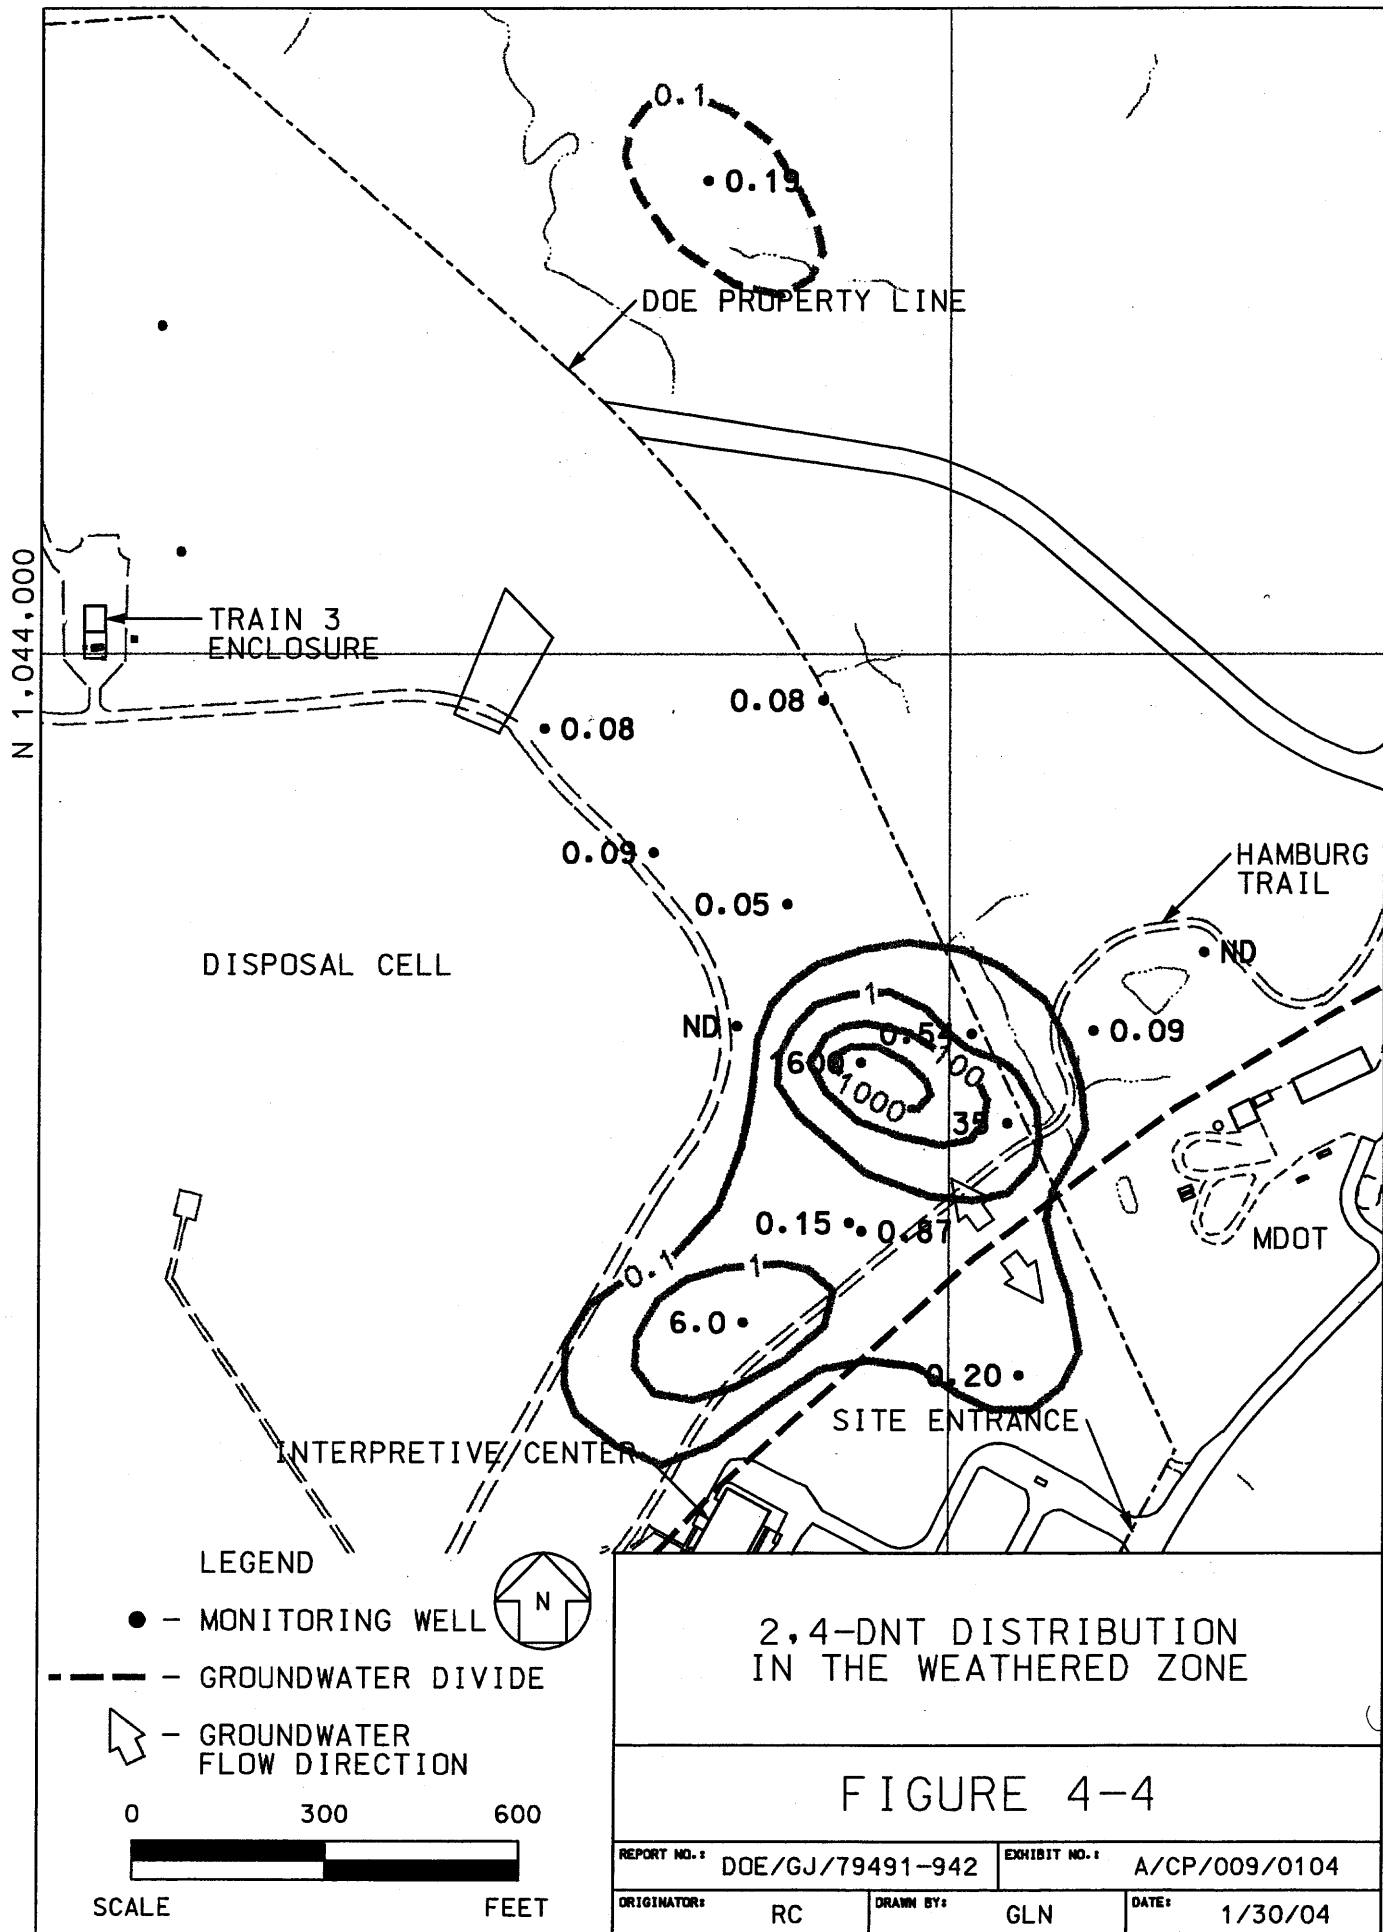 0.1
0.19
DOE PROPERTY LINE
N 1,044,000
TRAIN 3
ENCLOSURE
0.08
0.08
0.09
0.05
HAMBURG
TRAIL
DISPOSAL CELL
ND
1
ND
0.54
0.09
1600
100
1000
35
0.15
0.67
MDOT
0.1
1
6.0
0.20
SITE ENTRANCE
INTERPRETIVE CENTER
LEGEND
- MONITORING WELL
- GROUNDWATER DIVIDE
- GROUNDWATER
FLOW DIRECTION
N
0 300 600
SCALE FEET
2,4-DNT DISTRIBUTION
IN THE WEATHERED ZONE
FIGURE 4-4
REPORT NO.: DOE/GJ/79491-942 EXHIBIT NO.: A/CP/009/0104
ORIGINATOR: RC DRAWN BY: GLN DATE: 1/30/04